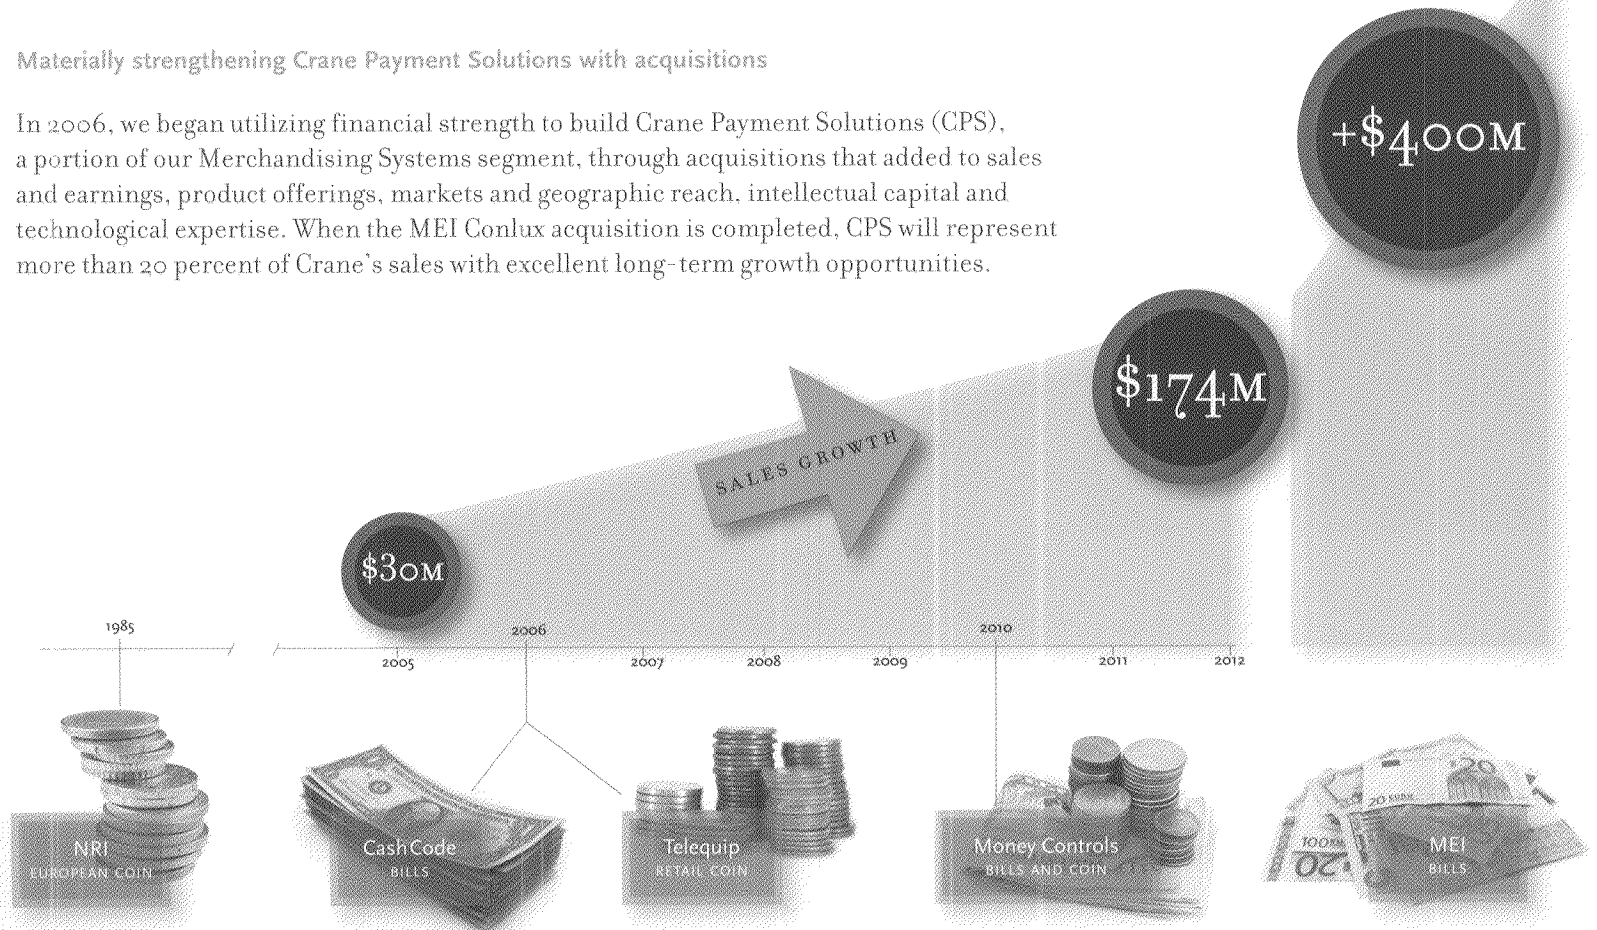 Materially strengthening Crane Payment Solutions with acquisitions
In 2006, we began utilizing financial strength to build Crane Payment Solutions (CPS),
a portion of our Merchandising Systems segment, through acquisitions that added to sales
and earnings, product offerings, markets and geographic reach, intellectual capital and
technological expertise. When the MEI Conlux acquisition is completed, CPS will represent
more than 20 percent of Crane's sales with excellent long-term growth opportunities.
+$400M
$174M
SALES GROWTH
$30M
1985
2006
2010
2005
2007
2008
2009
2011
2012
NRI
EUROPEAN COIN
CashCode
BILLS
Telequip
RETAIL COIN
Money Controls
BILLS AND COIN
MEI
BILLS
20 EURO
20